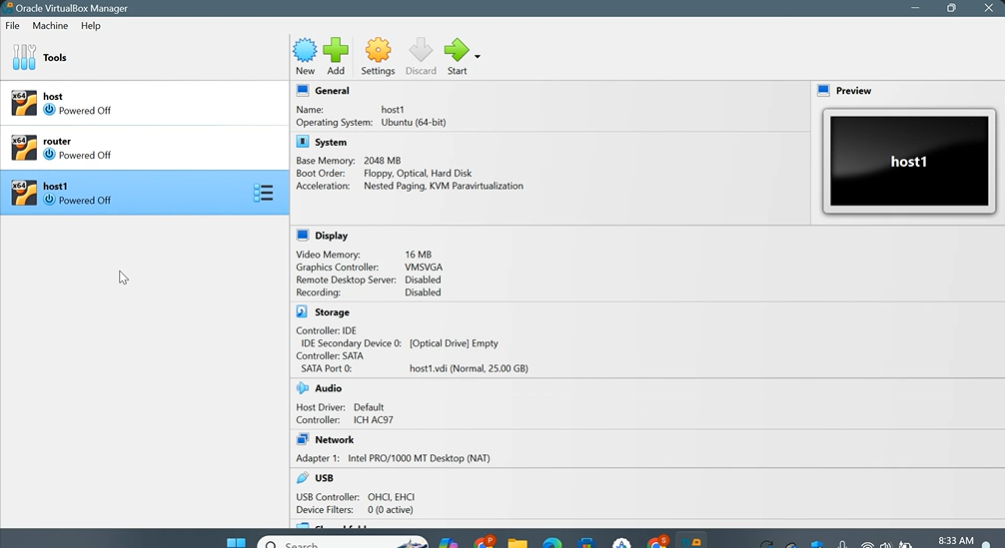 Oracle VirtualBox Manager
File Machine Help
Tools
New Add Settings Discard Start
x64 host
Powered Off
x64 router
Powered Off
x64 host1
Powered Off
General
Name: host1
Operating System: Ubuntu (64-bit)
System
Base Memory: 2048 MB
Boot Order: Floppy, Optical, Hard Disk
Acceleration: Nested Paging, KVM Paravirtualization
Preview
host1
Display
Video Memory: 16 MB
Graphics Controller: VMSVGA
Remote Desktop Server: Disabled
Recording: Disabled
Storage
Controller: IDE
IDE Secondary Device 0: [Optical Drive] Empty
Controller: SATA
SATA Port 0: host1.vdi (Normal, 25.00 GB)
Audio
Host Driver: Default
Controller: ICH AC97
Network
Adapter 1: Intel PRO/1000 MT Desktop (NAT)
USB
USB Controller: OHCI, EHCI
Device Filters: 0 (0 active)
Search
P
S
8:33 AM